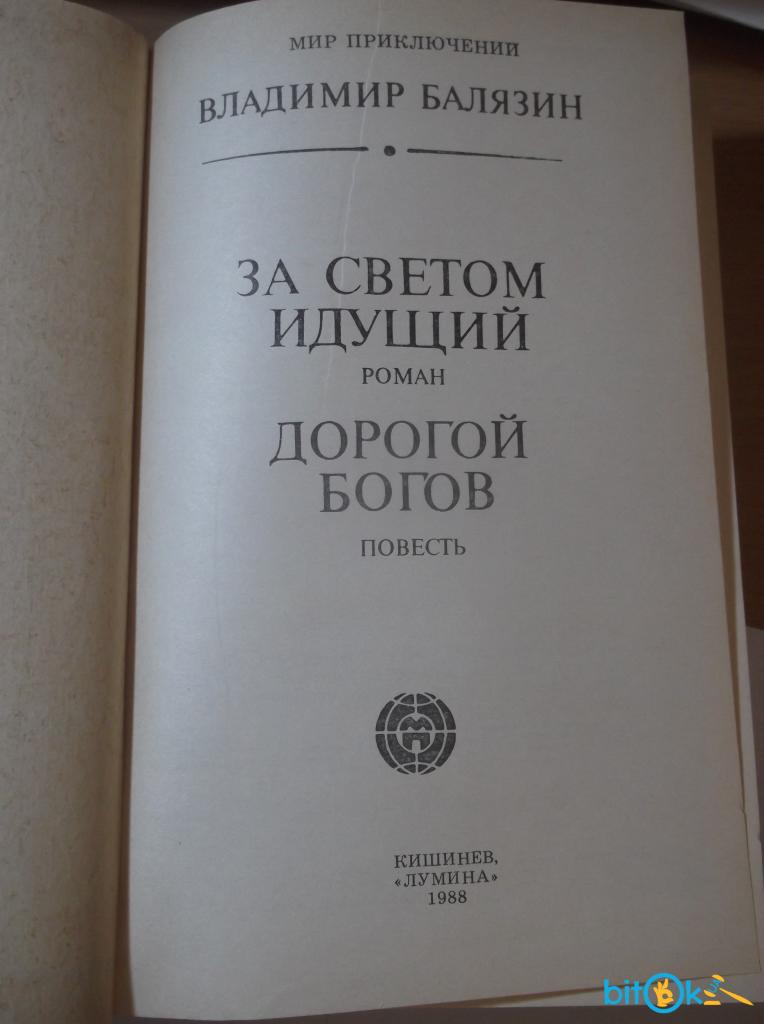 МИР ПРИКЛЮЧЕНИЙ
ВЛАДИМИР БАЛЯЗИН
ЗА СВЕТОМ
ИДУЩИЙ
РОМАН
ДОРОГОЙ
БОГОВ
ПОВЕСТЬ
КИШИНЕВ,
«ЛУМИНА»
1988
bitOk